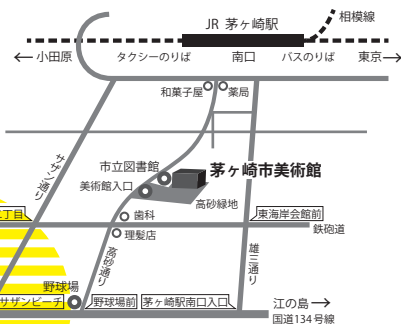 JR 茅ヶ崎駅
相模線
←小田原
タクシーのりば
南口
バスのりば
東京→
和菓子屋
薬局
サザン通り
市立図書館
茅ヶ崎市美術館
美術館入口
高砂緑地
二丁目
歯科
東海岸会館前
鉄砲道
理髪店
高砂通り
雄三通り
野球場
サザンビーチ
野球場前
茅ヶ崎駅南口入口
江の島→
国道134号線